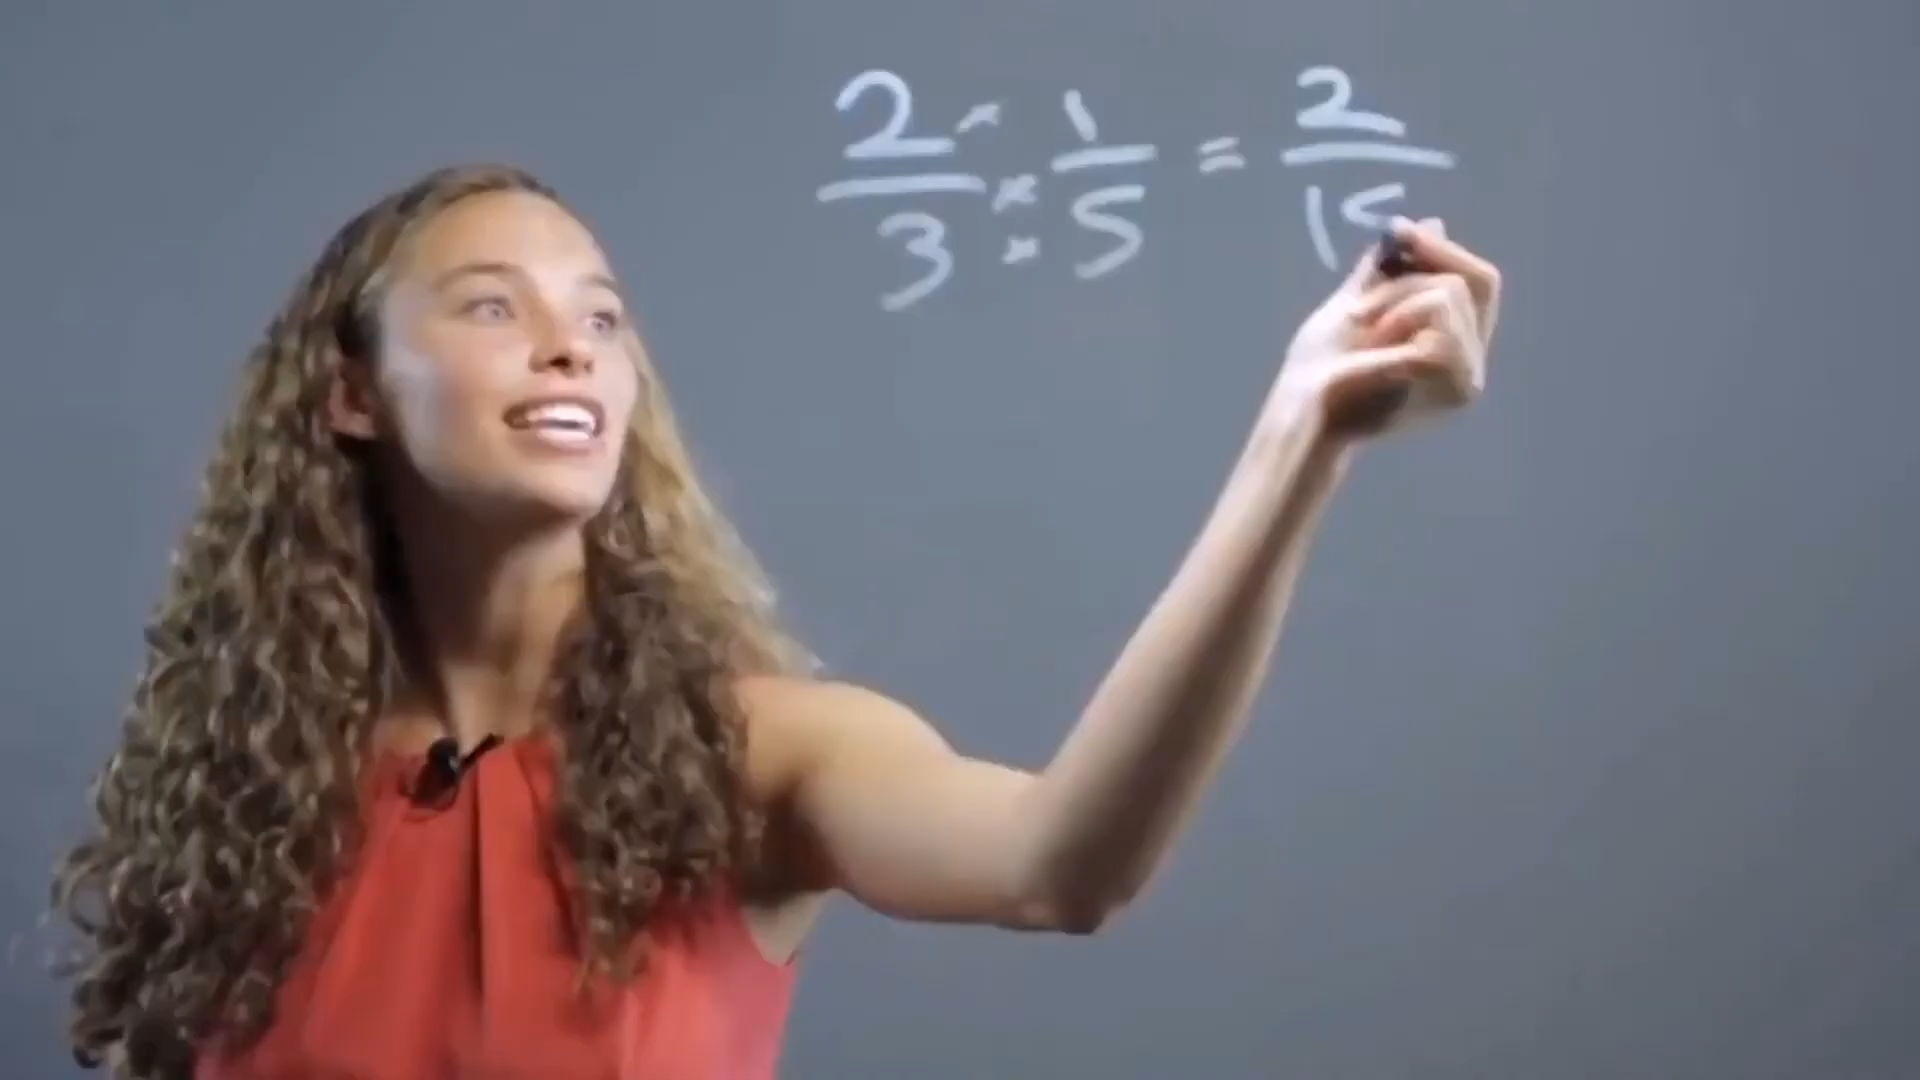 2 × 1 = 2
×
3 × 5 15